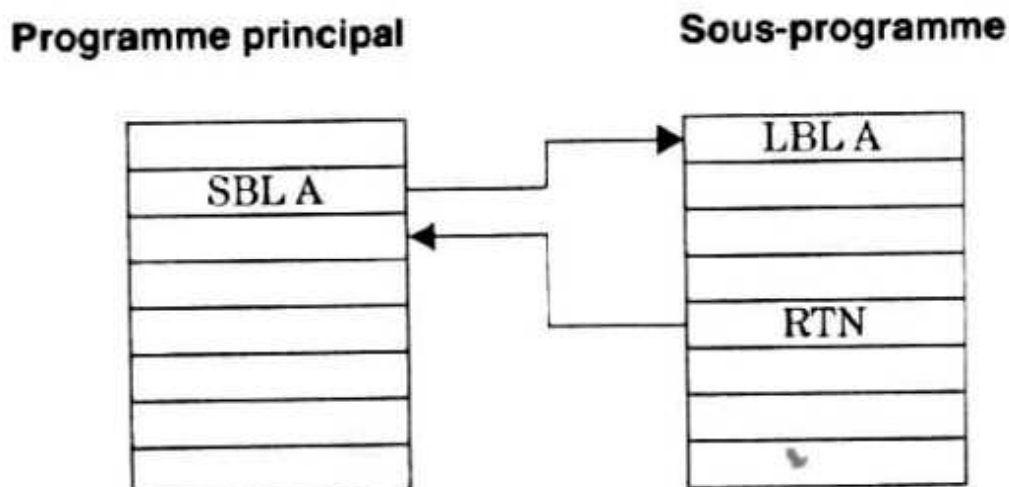 Programme principal
Sous-programme
LBL A
SBL A
RTN